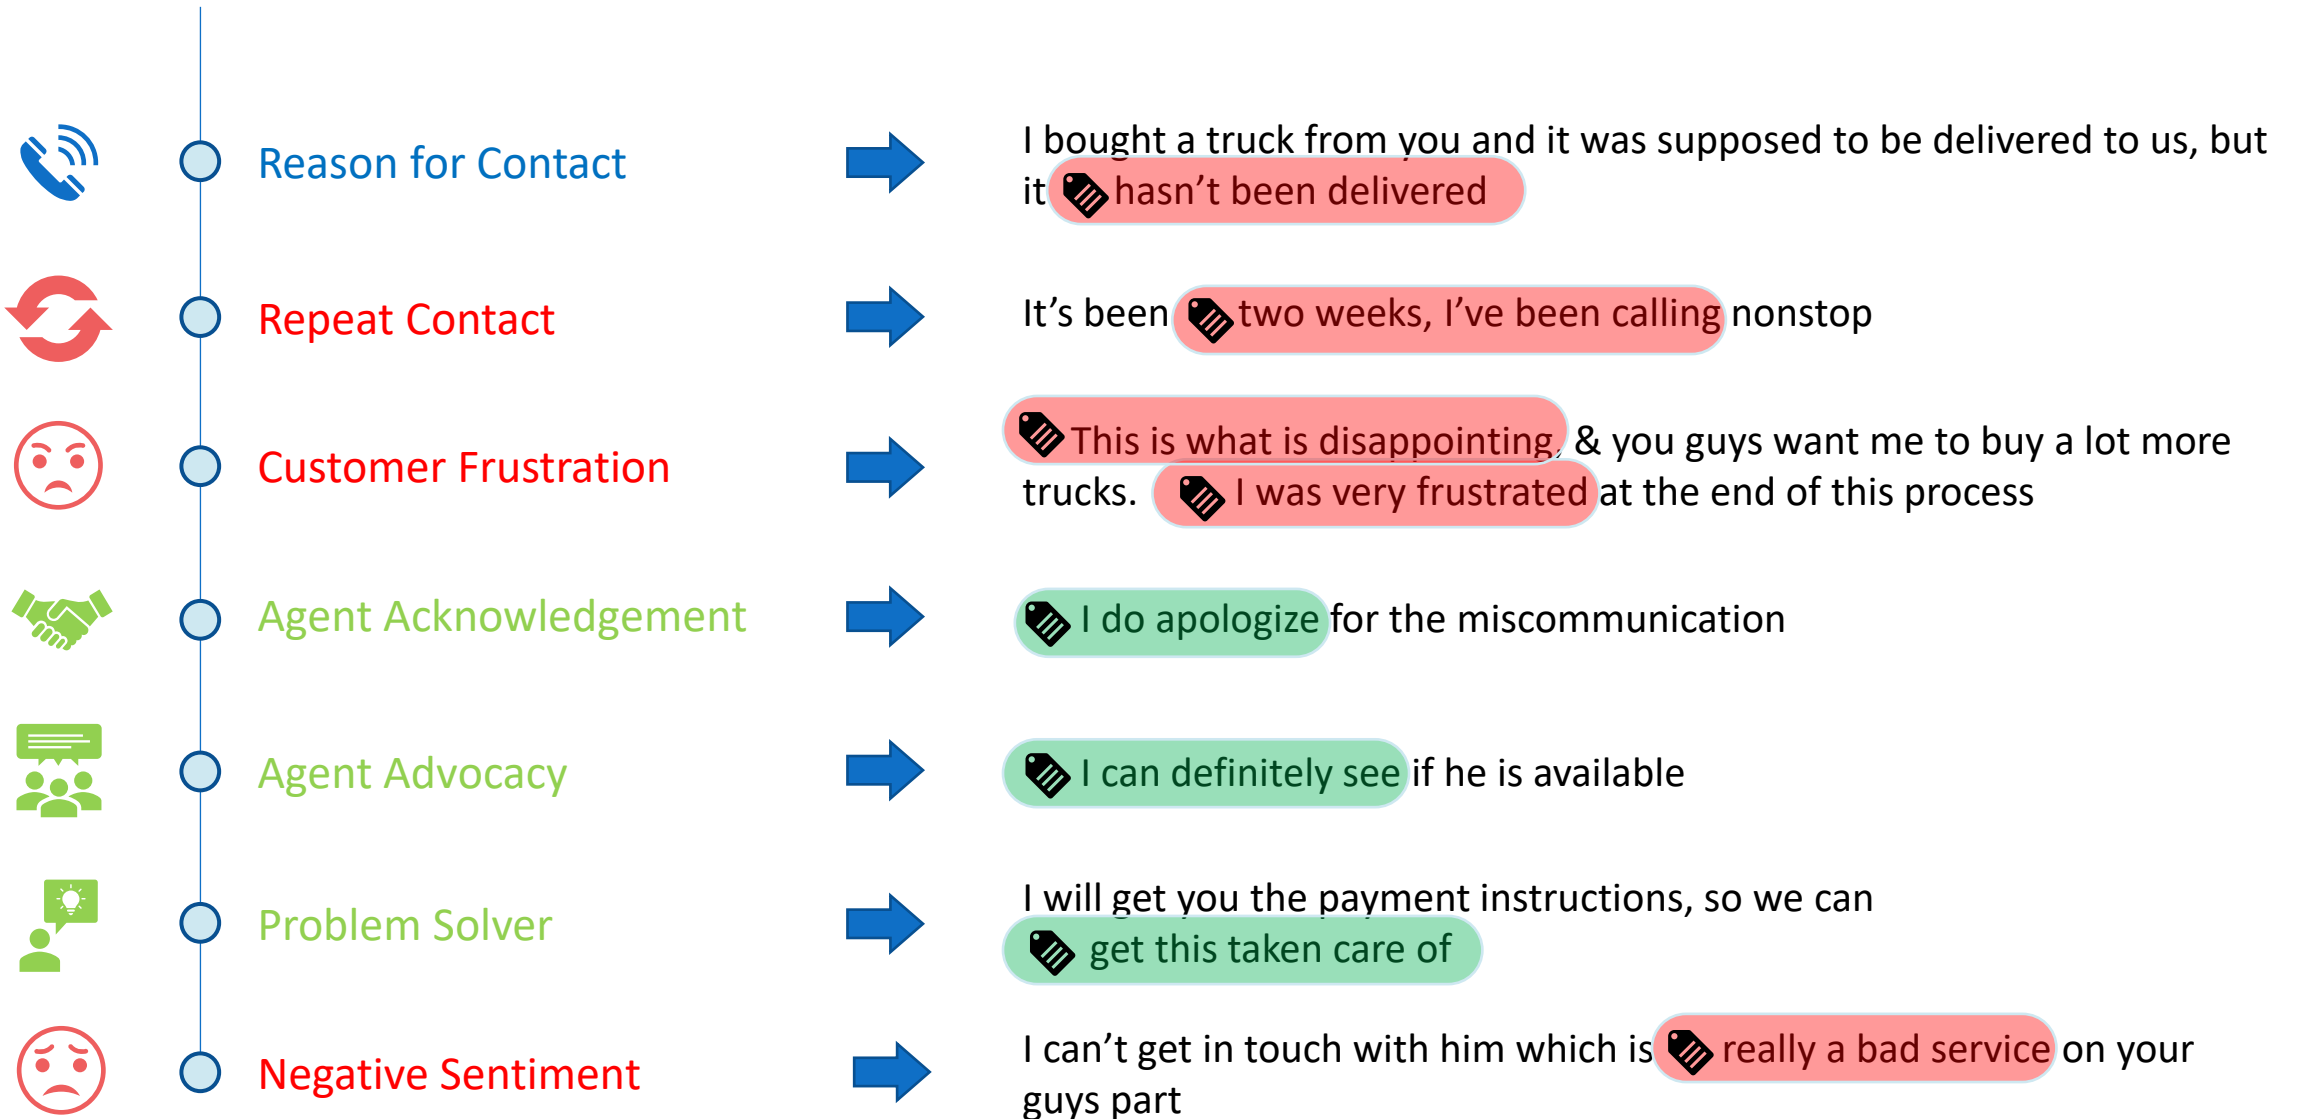 Reason for Contact
I bought a truck from you and it was supposed to be delivered to us, but
it hasn't been delivered
Repeat Contact
It's been two weeks, I've been calling nonstop
Customer Frustration
This is what is disappointing, & you guys want me to buy a lot more
trucks. I was very frustrated at the end of this process
Agent Acknowledgement
I do apologize for the miscommunication
Agent Advocacy
I can definitely see if he is available
Problem Solver
I will get you the payment instructions, so we can
get this taken care of
Negative Sentiment
I can't get in touch with him which is really a bad service on your
guys part